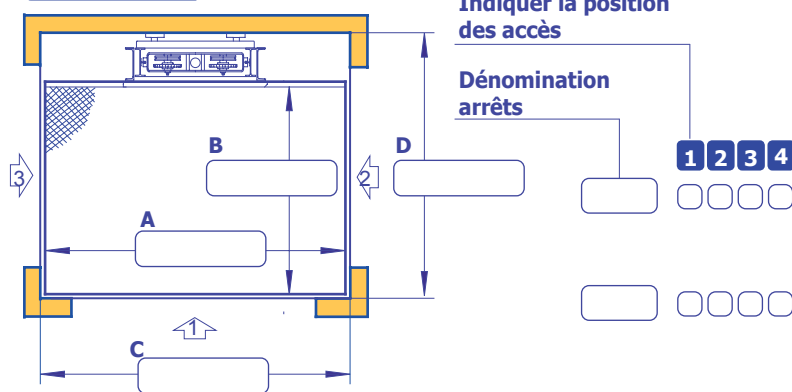 Indiquer la position
des accès
Dénomination
arrêts
1 2 3 4
B
D
3
2
A
1
C